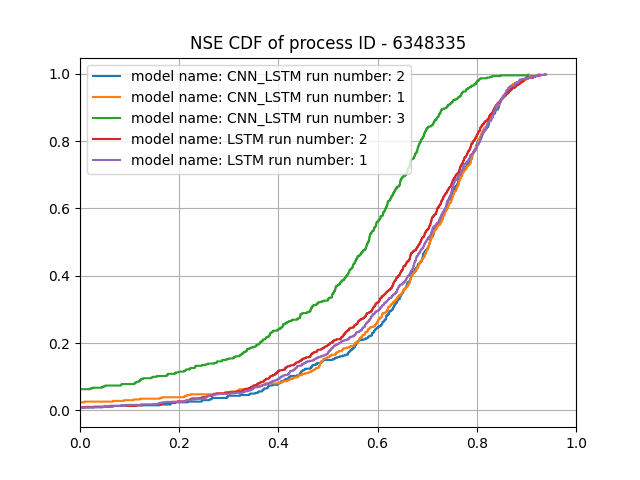 NSE CDF of process ID - 6348335
model name: CNN_LSTM run number: 2
model name: CNN_LSTM run number: 1
model name: CNN_LSTM run number: 3
model name: LSTM run number: 2
model name: LSTM run number: 1
1.0
0.8
0.6
0.4
0.2
0.0
0.0 0.2 0.4 0.6 0.8 1.0